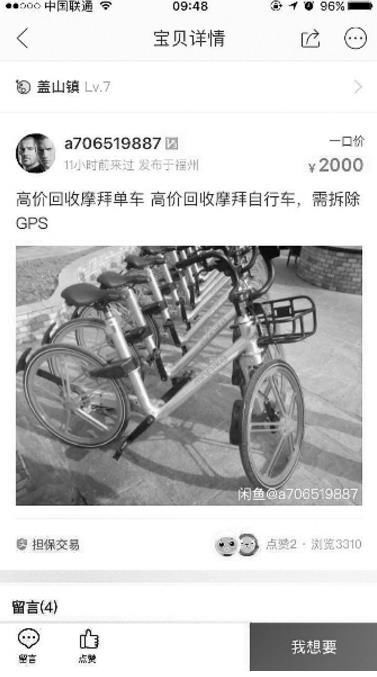 中国联通 09:48 96%
宝贝详情
盖山镇 Lv.7
a706519887 一口价
11小时前来过 发布于福州 ¥2000
高价回收摩拜单车 高价回收摩拜自行车，需拆除
GPS
闲鱼@a706519887
担保交易 点赞2 · 浏览3310
留言(4)
留言 点赞 我想要